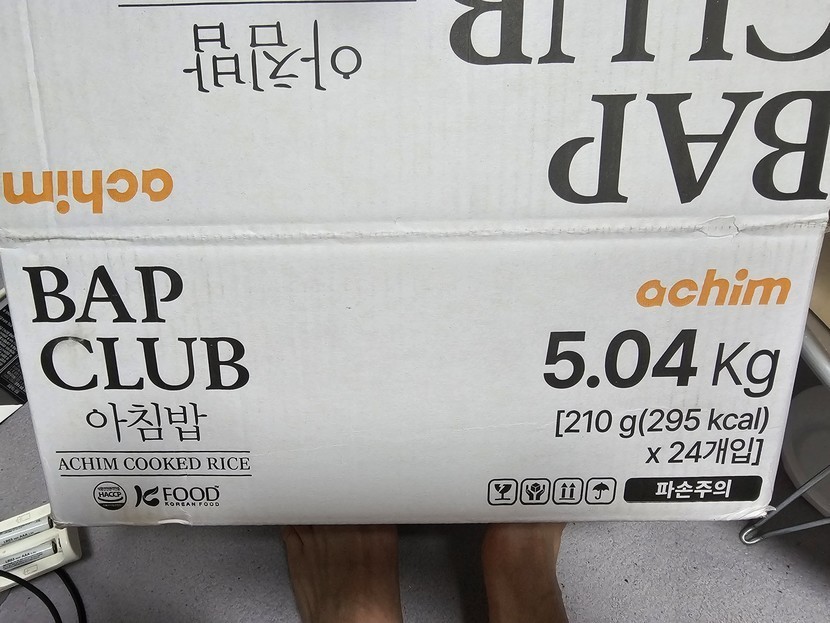 BAP
CLUB
아침밥
achim
BAP
CLUB
아침밥
ACHIM COOKED RICE
HACCP
K FOOD
KOREAN FOOD
achim
5.04 Kg
[210 g(295 kcal)
x 24개입]
파손주의